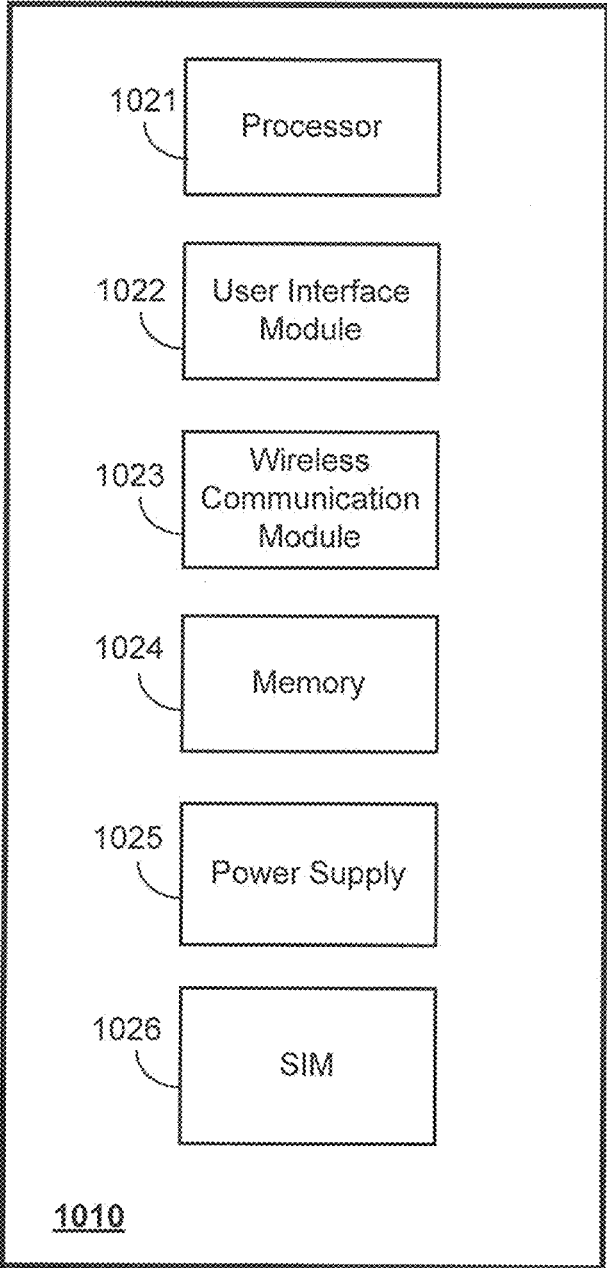 1021
Processor
1022
User Interface
Module
1023
Wireless
Communication
Module
1024
Memory
1025
Power Supply
1026
SIM
1010